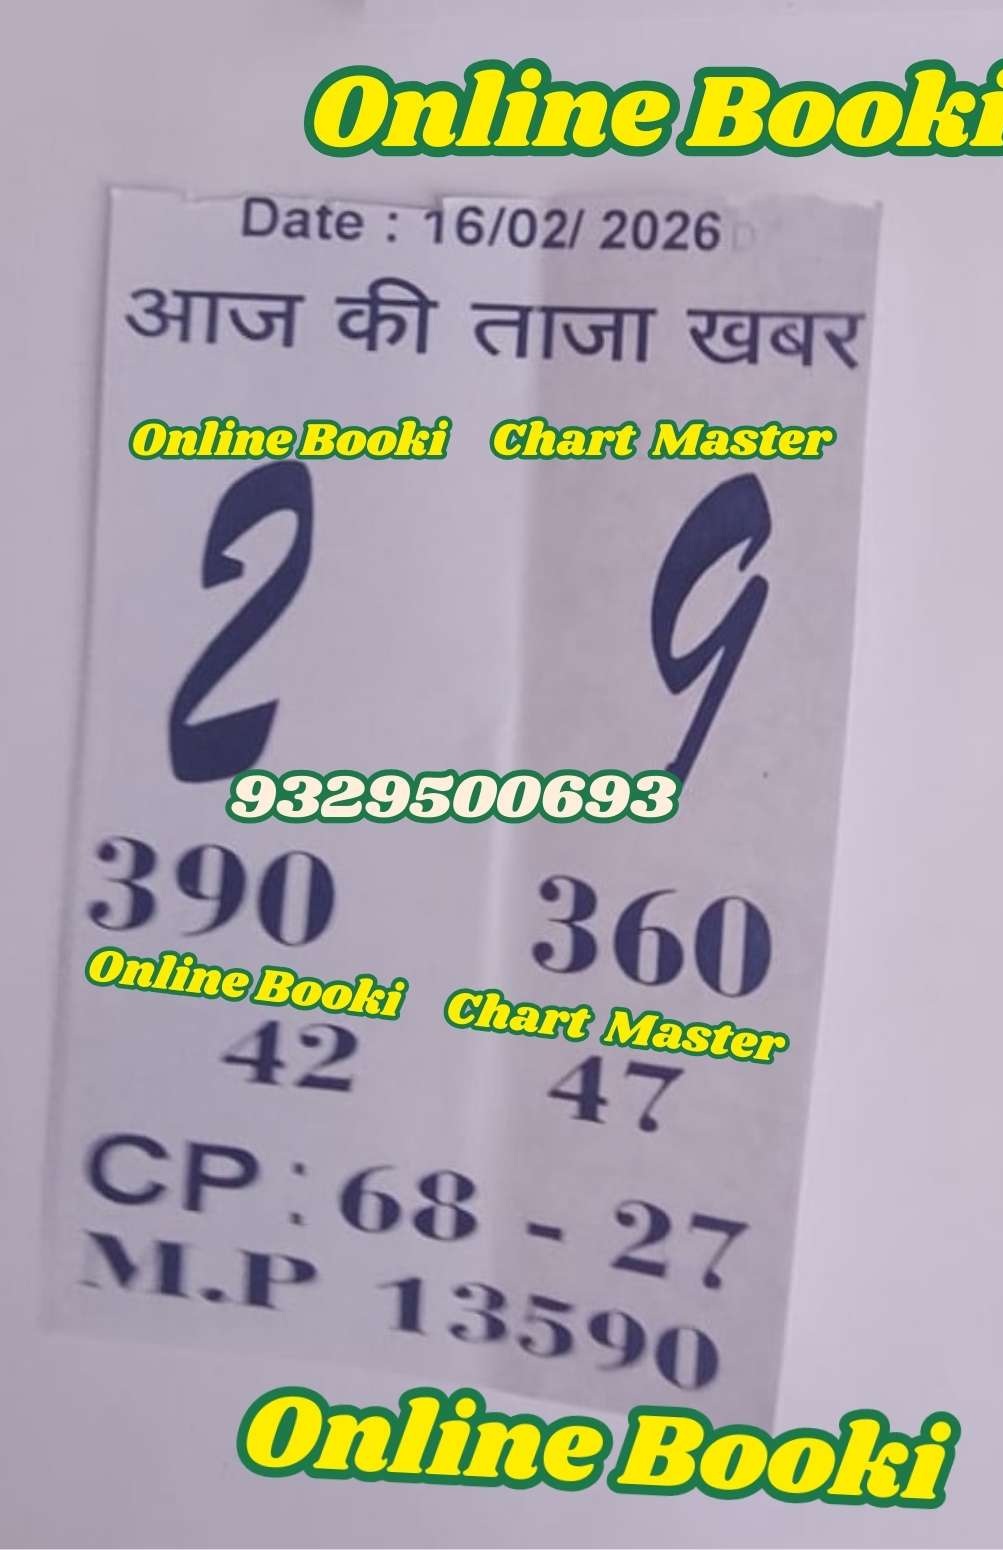 Online Booki
Date : 16/02/ 2026
आज की ताजा खबर
Online Booki Chart Master
2 9
9329500693
390 360
Online Booki Chart Master
42 47
CP : 68 - 27
M.P 13590
Online Booki